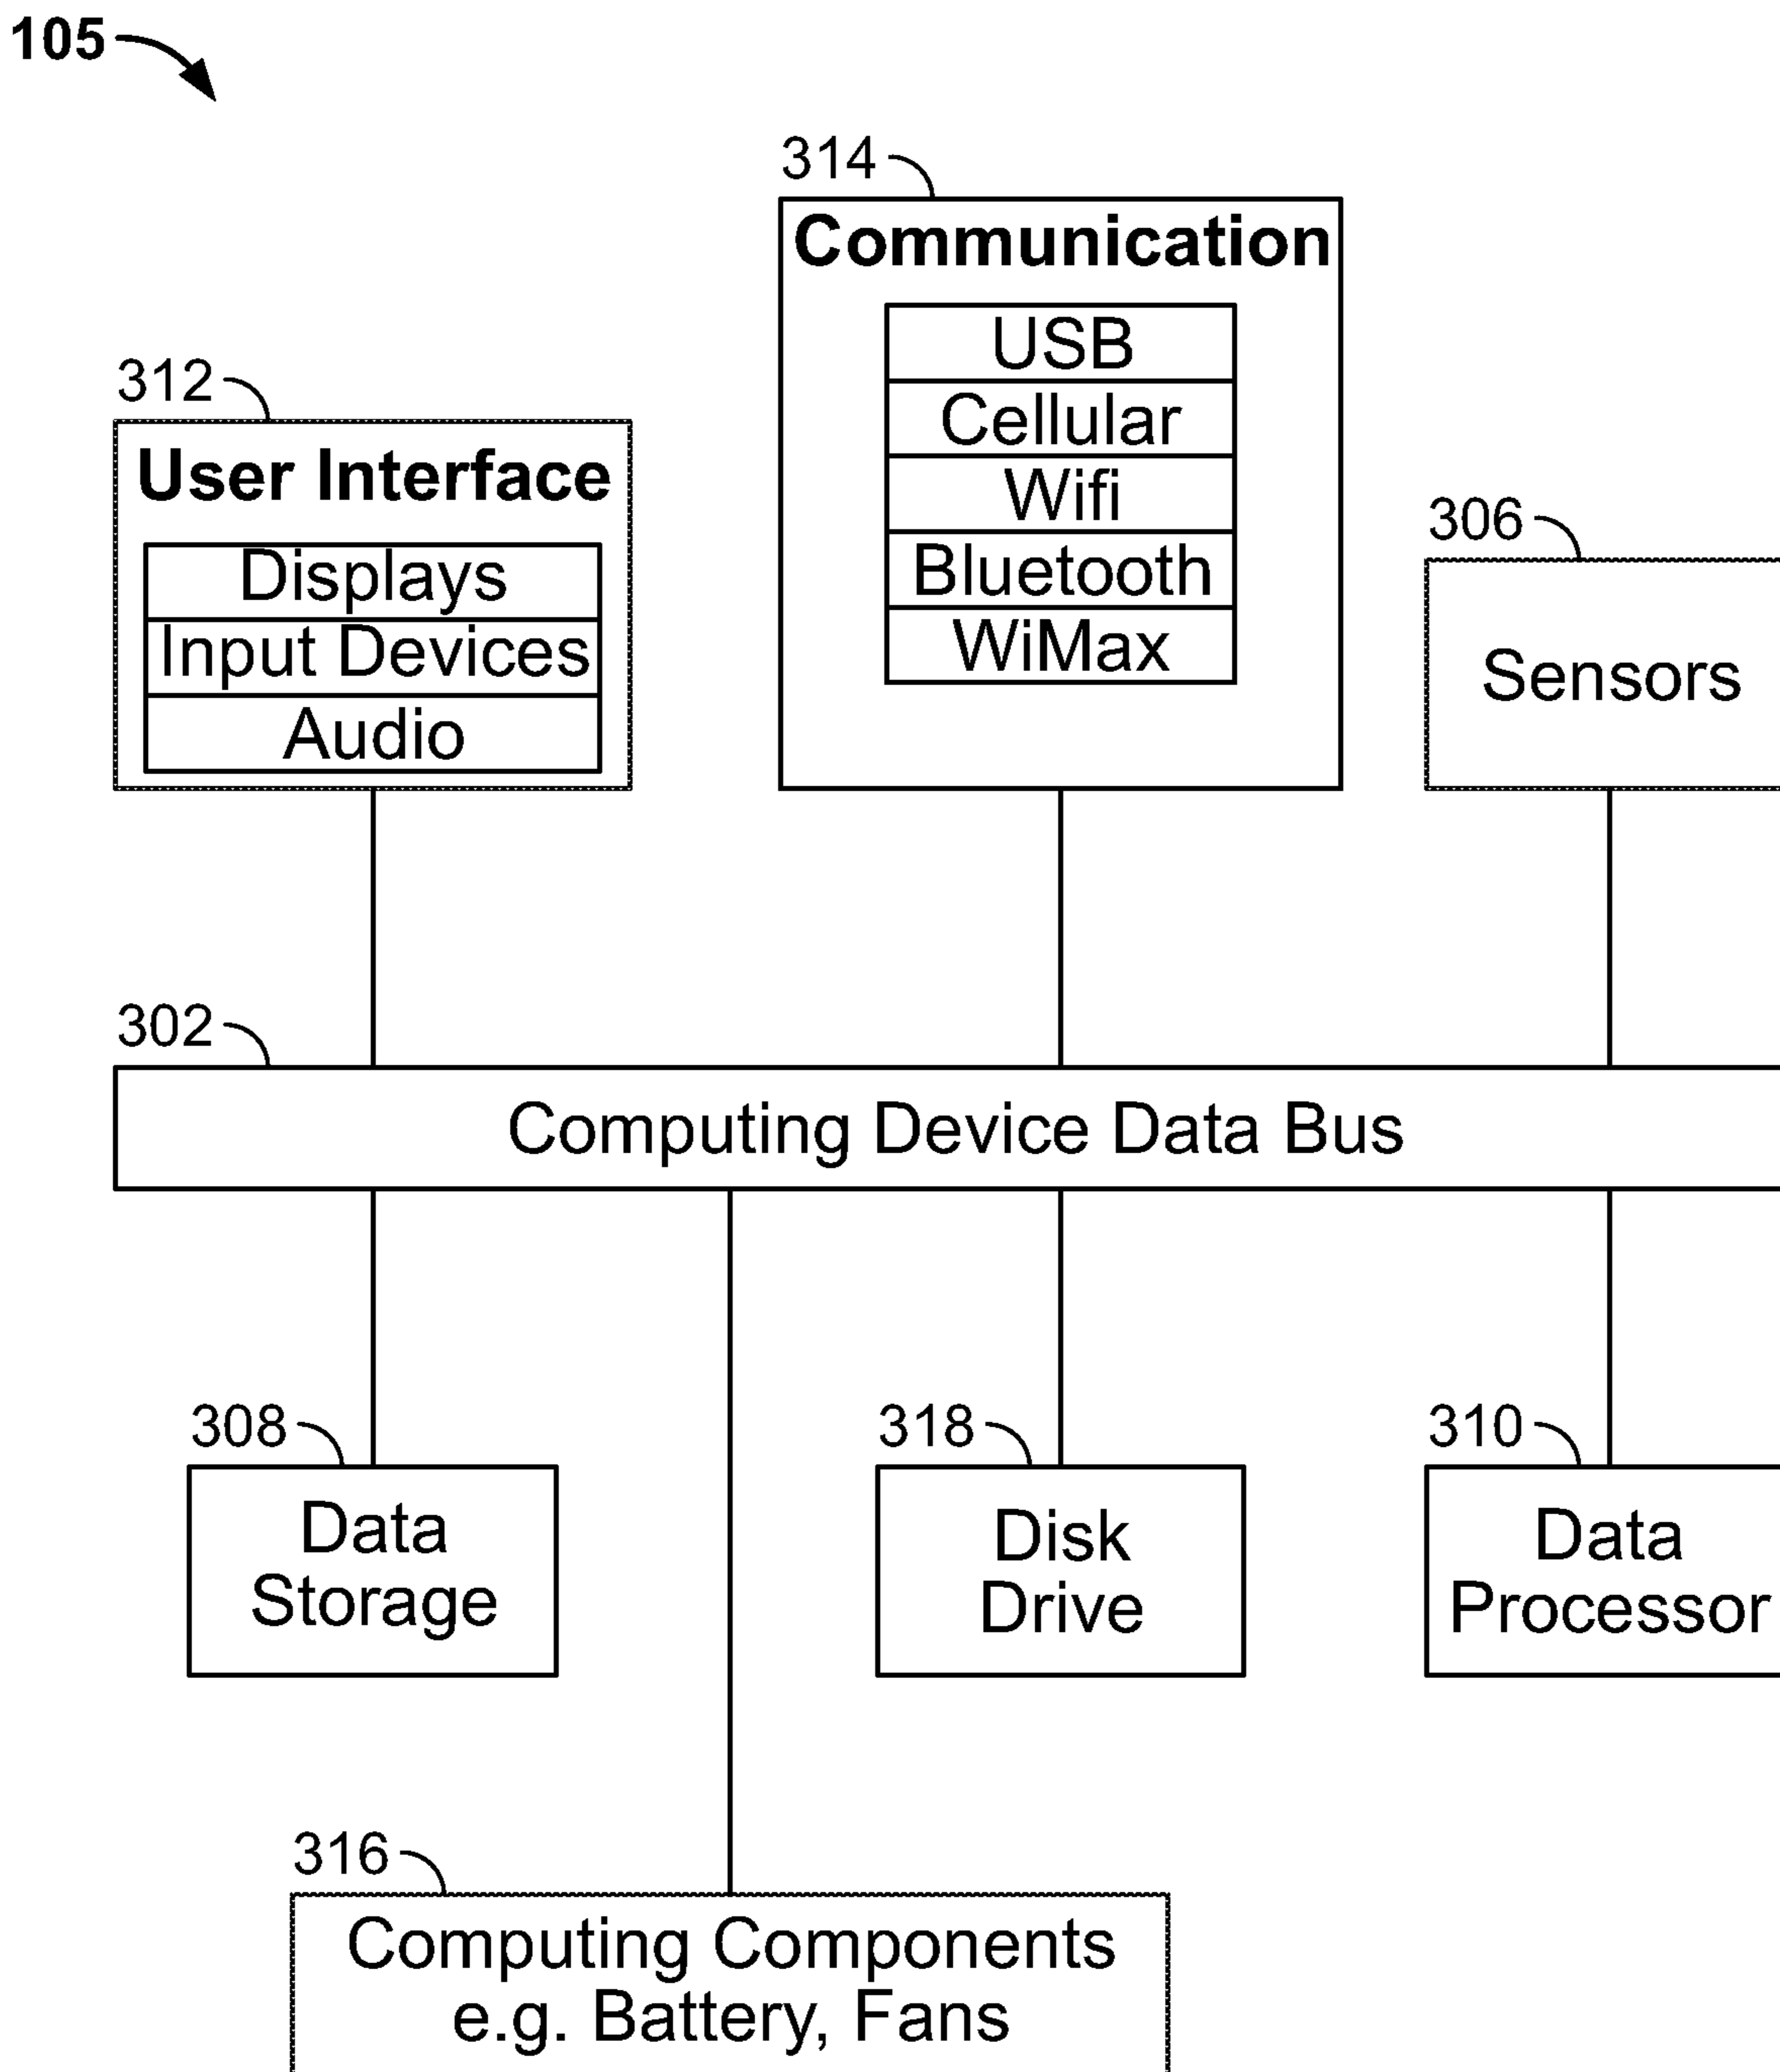 105
314
Communication
USB
Cellular
Wifi
Bluetooth
WiMax
312
User Interface
Displays
Input Devices
Audio
306
Sensors
302
Computing Device Data Bus
308
Data
Storage
318
Disk
Drive
310
Data
Processor
316
Computing Components
e.g. Battery, Fans